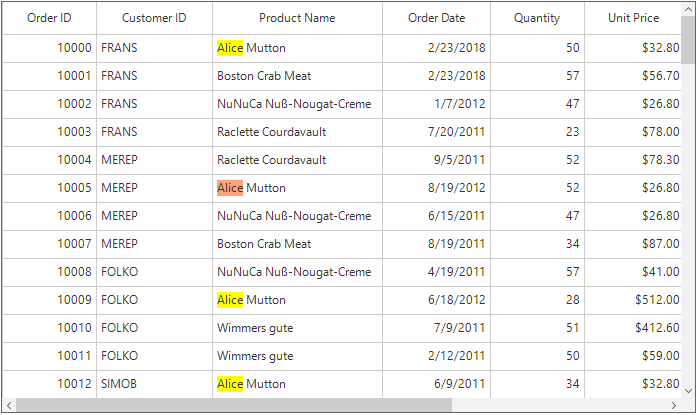 Order ID Customer ID Product Name Order Date Quantity Unit Price
10000 FRANS Alice Mutton 2/23/2018 50 $32.80
10001 FRANS Boston Crab Meat 2/23/2018 57 $56.70
10002 FRANS NuNuCa Nuß-Nougat-Creme 1/7/2012 47 $26.80
10003 FRANS Raclette Courdavault 7/20/2011 23 $78.00
10004 MEREP Raclette Courdavault 9/5/2011 52 $78.30
10005 MEREP Alice Mutton 8/19/2012 52 $26.80
10006 MEREP NuNuCa Nuß-Nougat-Creme 6/15/2011 47 $26.80
10007 MEREP Boston Crab Meat 8/19/2011 34 $87.00
10008 FOLKO NuNuCa Nuß-Nougat-Creme 4/19/2011 57 $41.00
10009 FOLKO Alice Mutton 6/18/2012 28 $512.00
10010 FOLKO Wimmers gute 7/9/2011 51 $412.60
10011 FOLKO Wimmers gute 2/12/2011 50 $59.00
10012 SIMOB Alice Mutton 6/9/2011 34 $32.80